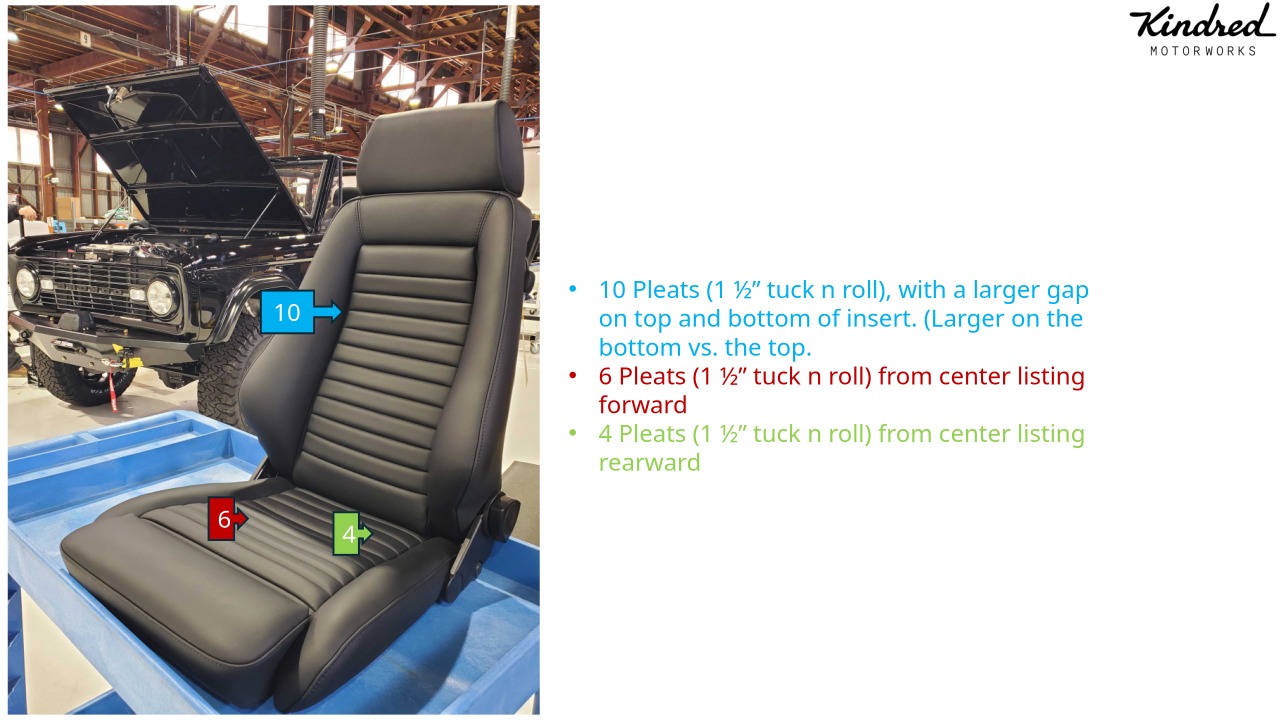 Kindred
MOTORWORKS
9
10
6
4
• 10 Pleats (1 ½” tuck n roll), with a larger gap
on top and bottom of insert. (Larger on the
bottom vs. the top.
• 6 Pleats (1 ½” tuck n roll) from center listing
forward
• 4 Pleats (1 ½” tuck n roll) from center listing
rearward